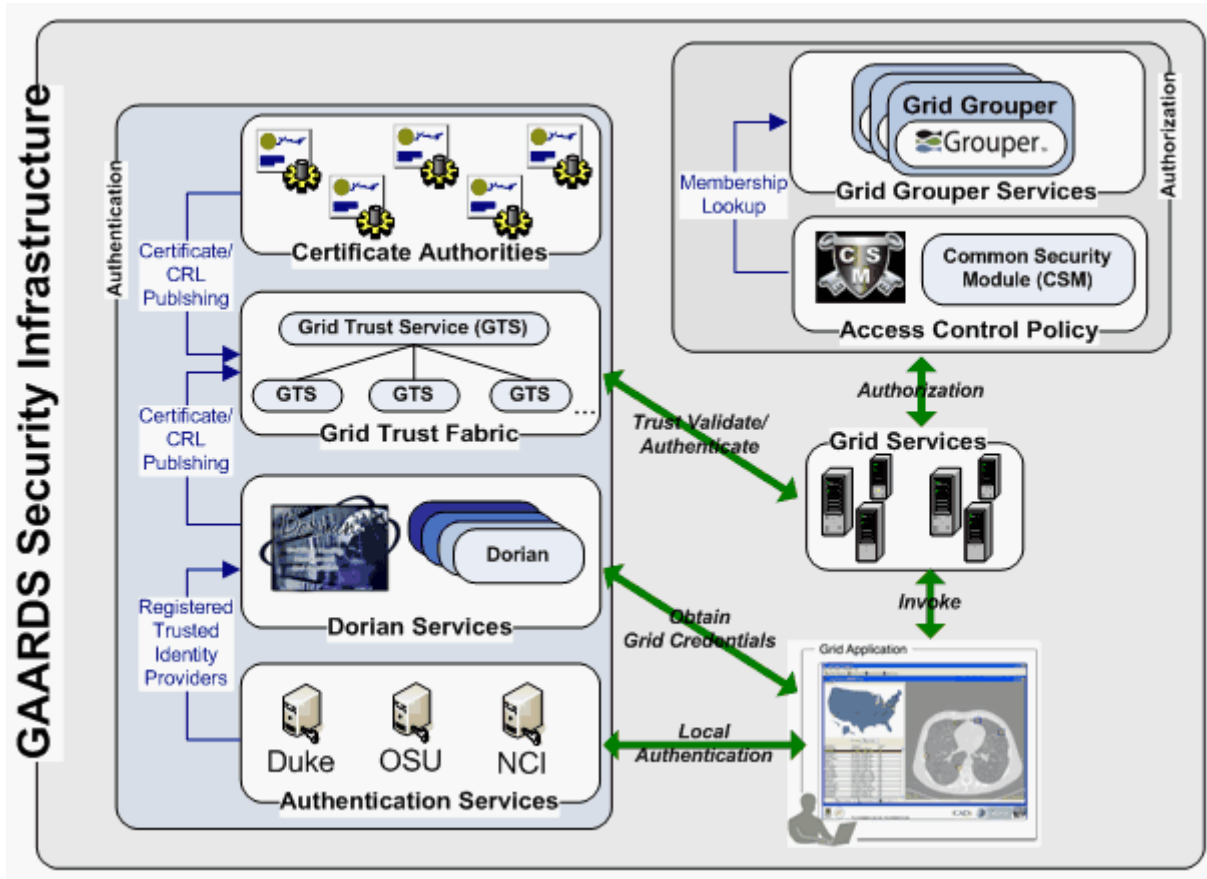 GAARDS Security Infrastructure
Authentication
Certificate Authorities
Certificate/
CRL
Publshing
Grid Trust Service (GTS)
GTS
GTS
GTS
....
Grid Trust Fabric
Certificate/
CRL
Publshing
Dorian
Dorian
Dorian Services
Registered
Trusted
Identity
Providers
Duke
OSU
NCI
Authentication Services
Authorization
Grid Grouper
Grouper
Grid Grouper Services
Membership
Lookup
C S
M
Common Security
Module (CSM)
Access Control Policy
Authorization
Trust Validate/
Authenticate
Grid Services
Invoke
Obtain
Grid Credentials
Local
Authentication
Grid Application